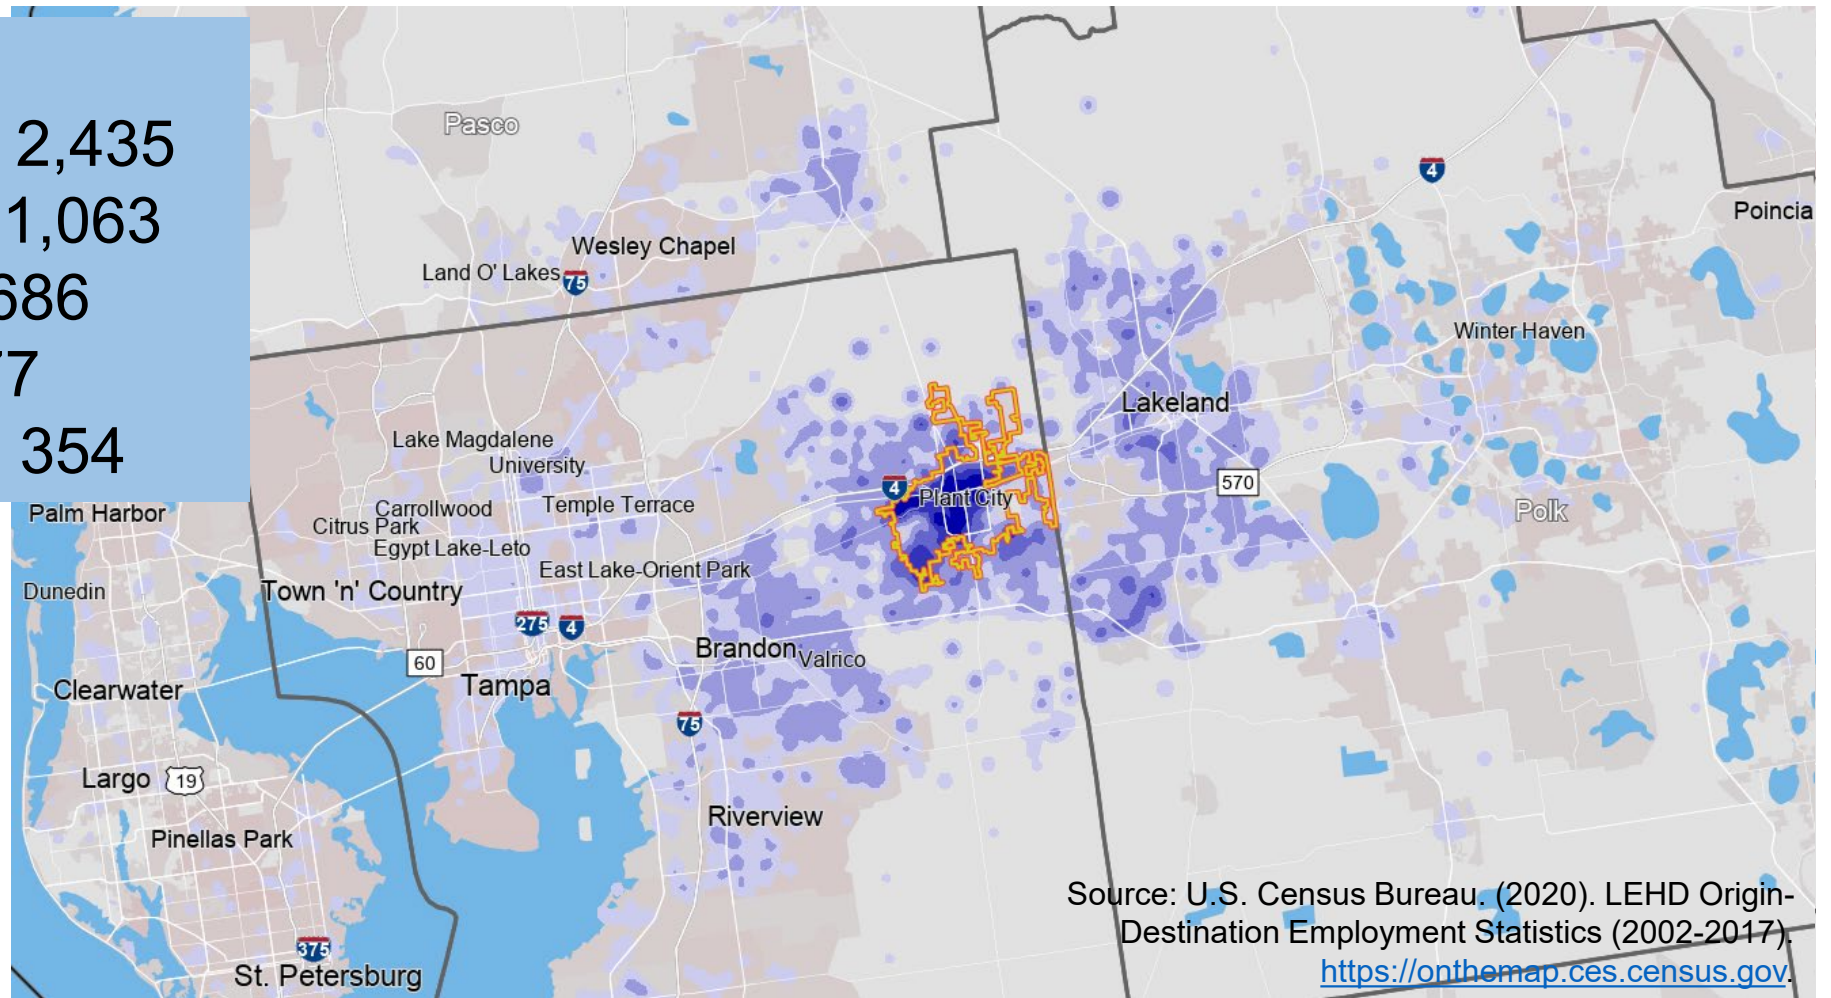 2,435
1,063
686
77
354
Pasco
4
Poincia
Wesley Chapel
Land O' Lakes
75
Winter Haven
Lakeland
Lake Magdalene
University
4
Plant City
570
Polk
Palm Harbor
Carrollwood
Citrus Park
Temple Terrace
Egypt Lake-Leto
East Lake-Orient Park
Dunedin
Town 'n' Country
275
4
Brandon
Valrico
60
Clearwater
Tampa
75
Largo
19
Riverview
Pinellas Park
375
St. Petersburg
Source: U.S. Census Bureau. (2020). LEHD Origin-
Destination Employment Statistics (2002-2017).
https://onthemap.ces.census.gov.